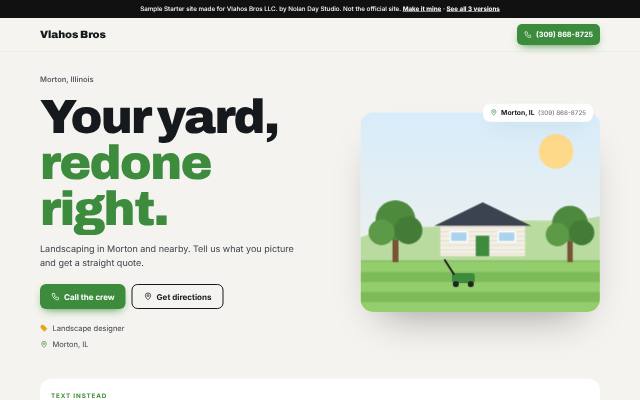 Sample Starter site made for Vlahos Bros LLC. by Nolan Day Studio. Not the official site. Make it mine · See all 3 versions
Vlahos Bros
(309) 868-8725
Morton, Illinois
Your yard,
redone
right.
Landscaping in Morton and nearby. Tell us what you picture
and get a straight quote.
Call the crew
Get directions
Landscape designer
Morton, IL
Morton, IL (309) 868-8725
TEXT INSTEAD